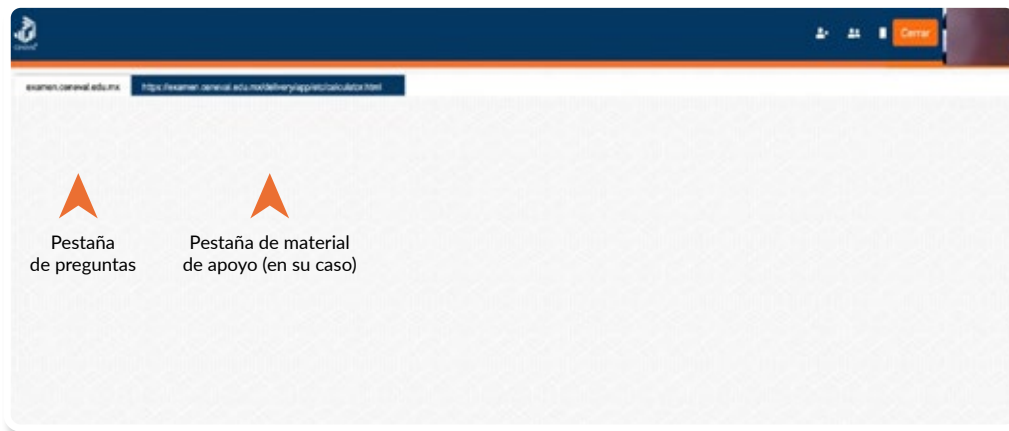 ceneval
Cerrar
examen.ceneval.edu.mx
https://examen.ceneval.edu.mx/delivery/app/etc/calculator.html
Pestaña
de preguntas
Pestaña de material
de apoyo (en su caso)